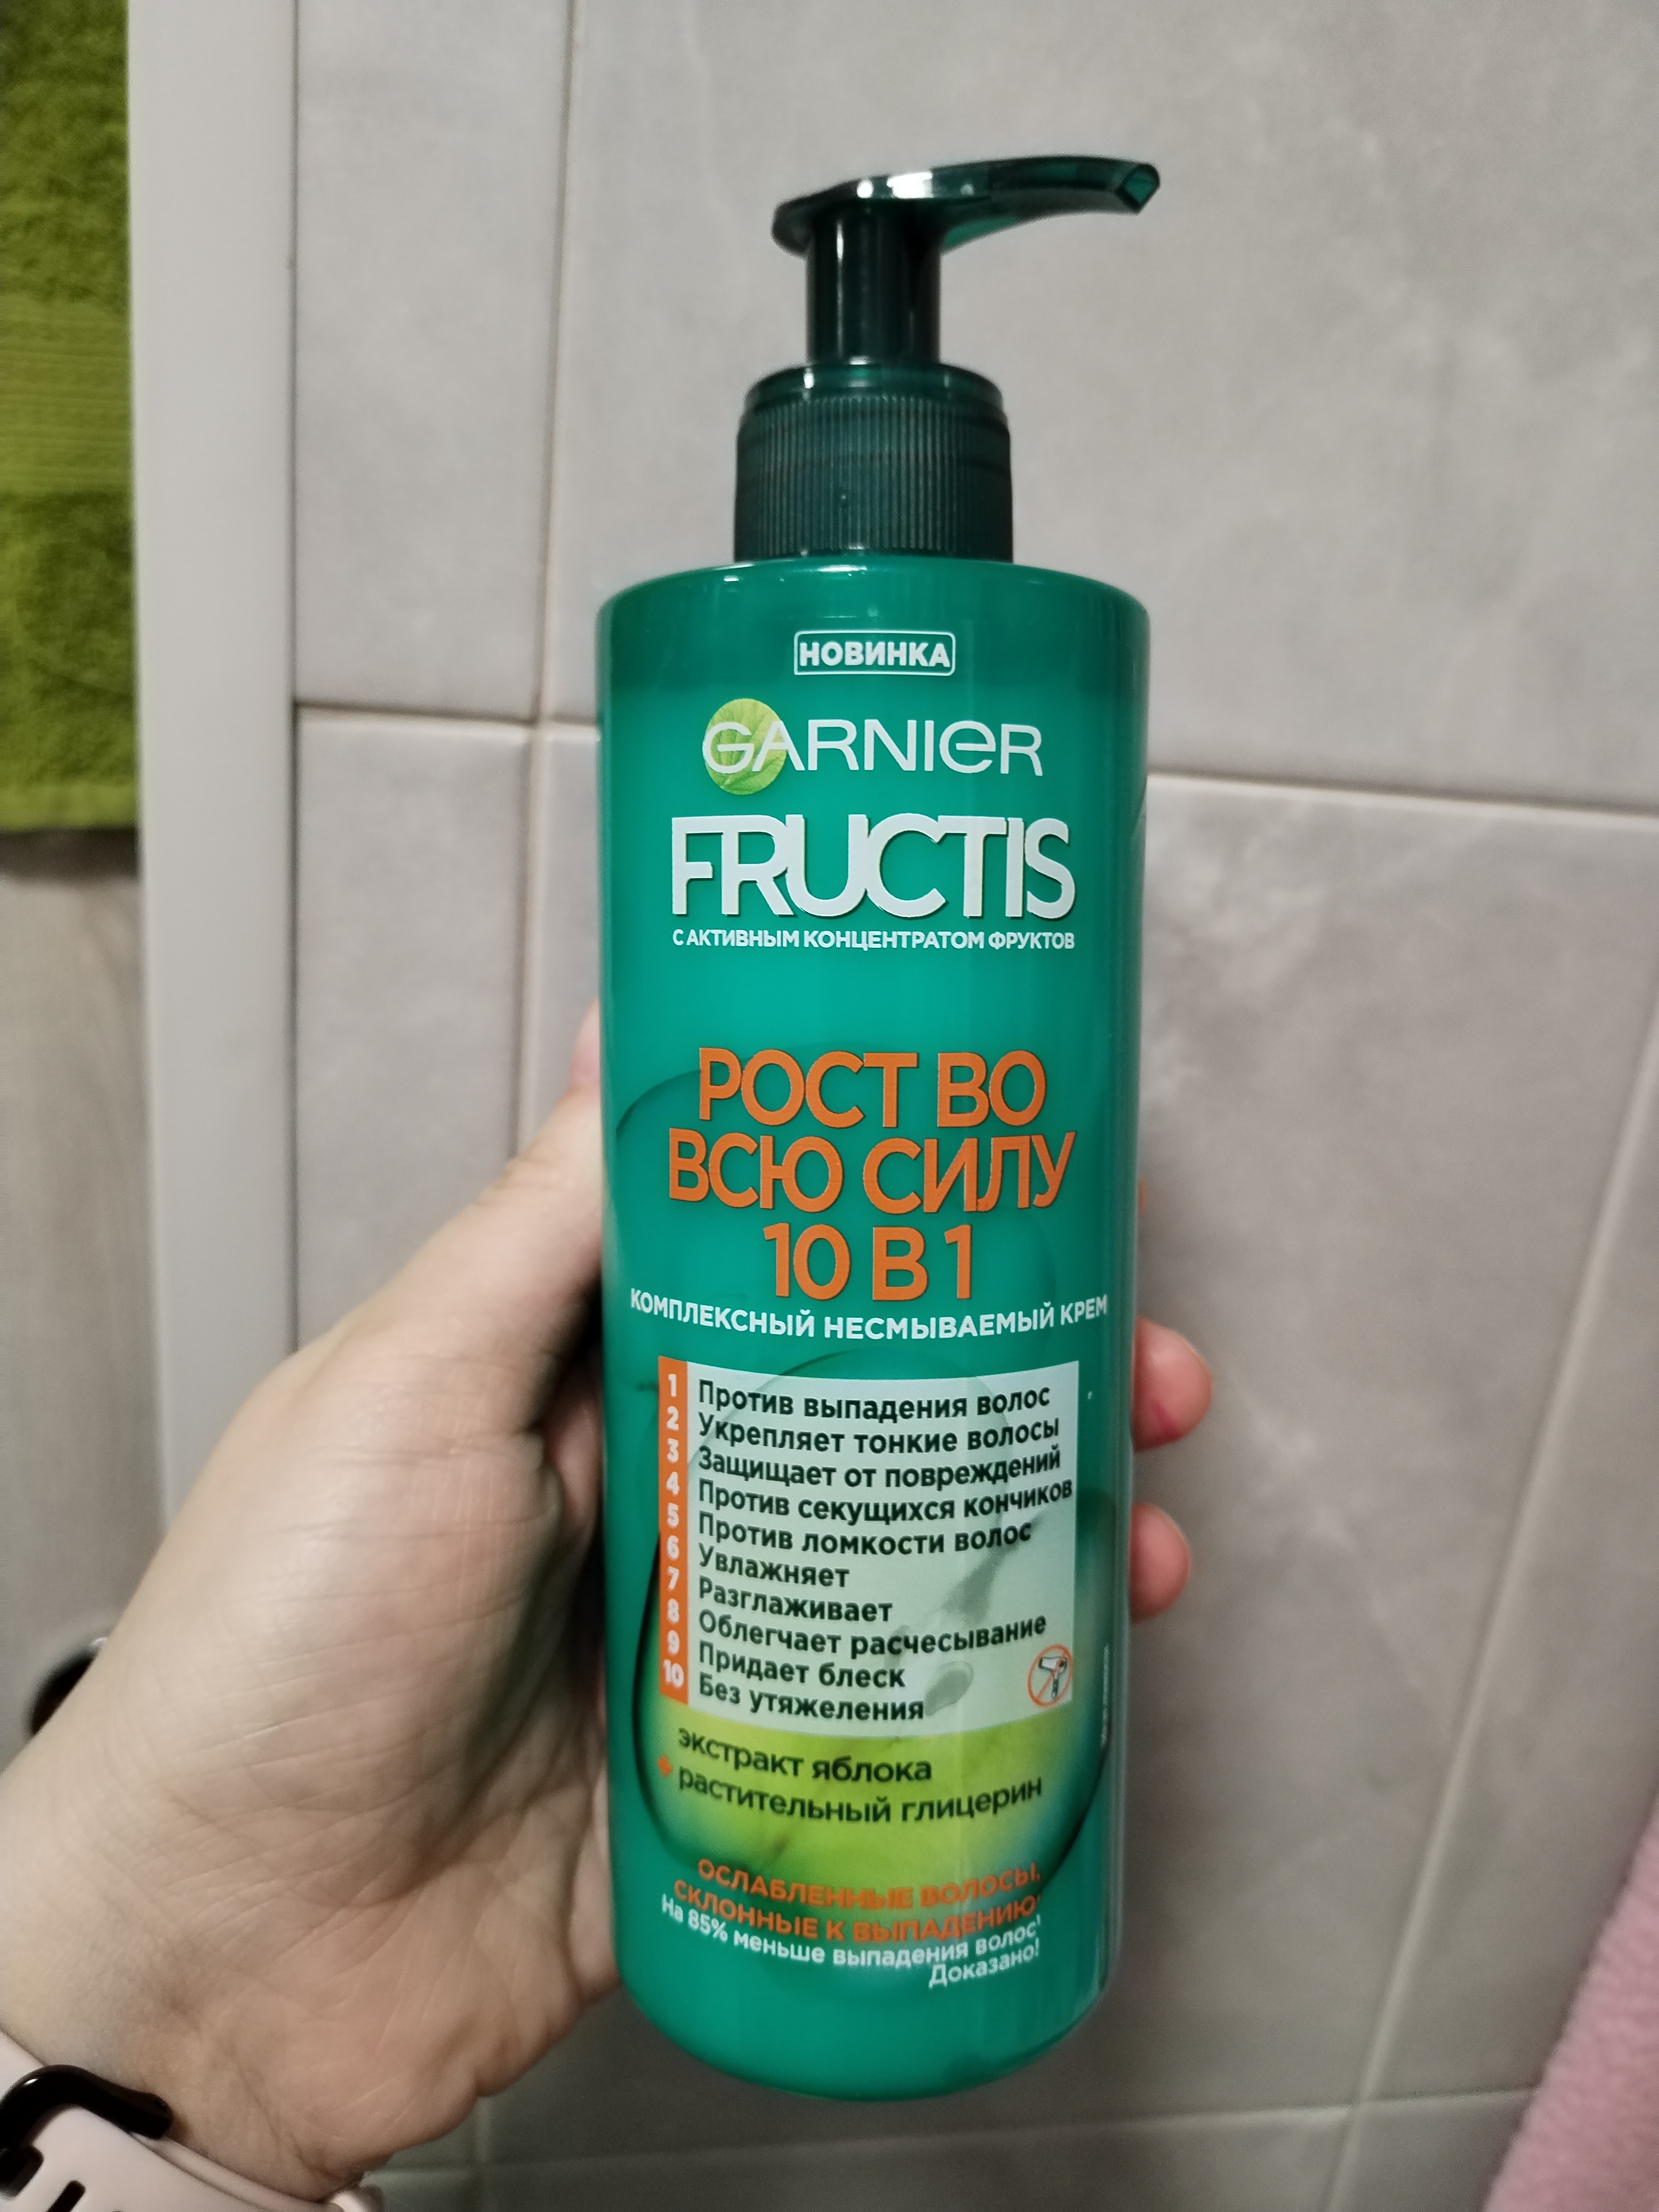 НОВИНКА
GARNIER
FRUCTIS
С АКТИВНЫМ КОНЦЕНТРАТОМ ФРУКТОВ
РОСТ ВО
ВСЮ СИЛУ
10 В 1
КОМПЛЕКСНЫЙ НЕСМЫВАЕМЫЙ КРЕМ
1 Против выпадения волос
2 Укрепляет тонкие волосы
3 Защищает от повреждений
4 Против секущихся кончиков
5 Против ломкости волос
6 Увлажняет
7 Разглаживает
8 Облегчает расчесывание
9 Придает блеск
10 Без утяжеления
экстракт яблока
+ растительный глицерин
ОСЛАБЛЕННЫЕ ВОЛОСЫ,
СКЛОННЫЕ К ВЫПАДЕНИЮ
На 85% меньше выпадения волос¹
Доказано!